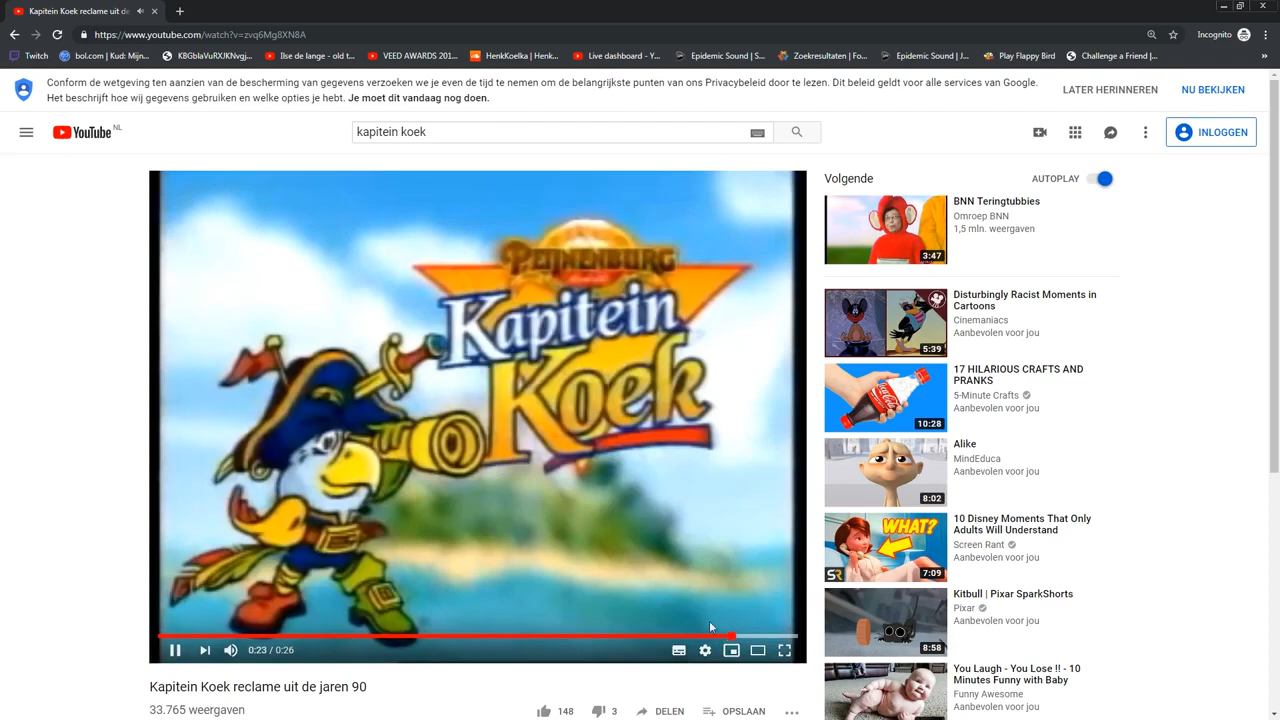 Kapitein Koek reclame uit de
https://www.youtube.com/watch?v=zvq6Mg8XN8A
Incognito
Twitch
bol.com | Kud: Mijn...
KBGblaVuRXJKNvgj...
Ilse de lange - old t...
VEED AWARDS 201...
HenkKoelka | Henk...
Live dashboard - Y...
Epidemic Sound | S...
Zoekresultaten | Fo...
Epidemic Sound | J...
Play Flappy Bird
Challenge a Friend |...
»
Conform de wetgeving ten aanzien van de bescherming van gegevens verzoeken we je even de tijd te nemen om de belangrijkste punten van ons Privacybeleid door te lezen. Dit beleid geldt voor alle services van Google.
Het beschrijft hoe wij gegevens gebruiken en welke opties je hebt. Je moet dit vandaag nog doen.
LATER HERINNEREN
NU BEKIJKEN
YouTube NL
kapitein koek
INLOGGEN
PEIJNENBURG
Kapitein
Koek
0:23 / 0:26
Kapitein Koek reclame uit de jaren 90
33.765 weergaven
148
3
DELEN
OPSLAAN
Volgende
AUTOPLAY
BNN Teringtubbies
Omroep BNN
1,5 mln. weergaven
3:47
Disturbingly Racist Moments in
Cartoons
Cinemaniacs
Aanbevolen voor jou
5:39
17 HILARIOUS CRAFTS AND
PRANKS
5-Minute Crafts
Aanbevolen voor jou
10:28
Alike
MindEduca
Aanbevolen voor jou
8:02
10 Disney Moments That Only
Adults Will Understand
Screen Rant
Aanbevolen voor jou
WHAT?
SR
7:09
Kitbull | Pixar SparkShorts
Pixar
Aanbevolen voor jou
8:58
You Laugh - You Lose !! - 10
Minutes Funny with Baby
Funny Awesome
Aanbevolen voor jou